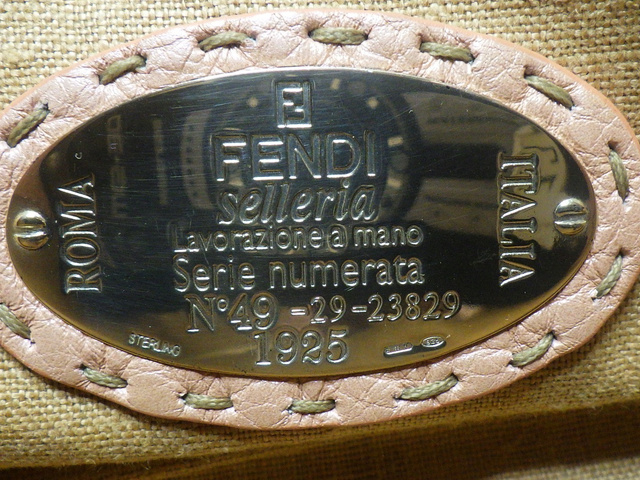 FENDI
selleria
Lavorazione a mano
Serie numerata
N°49 -29-23829
1925
ROMA
ITALIA
STERLING